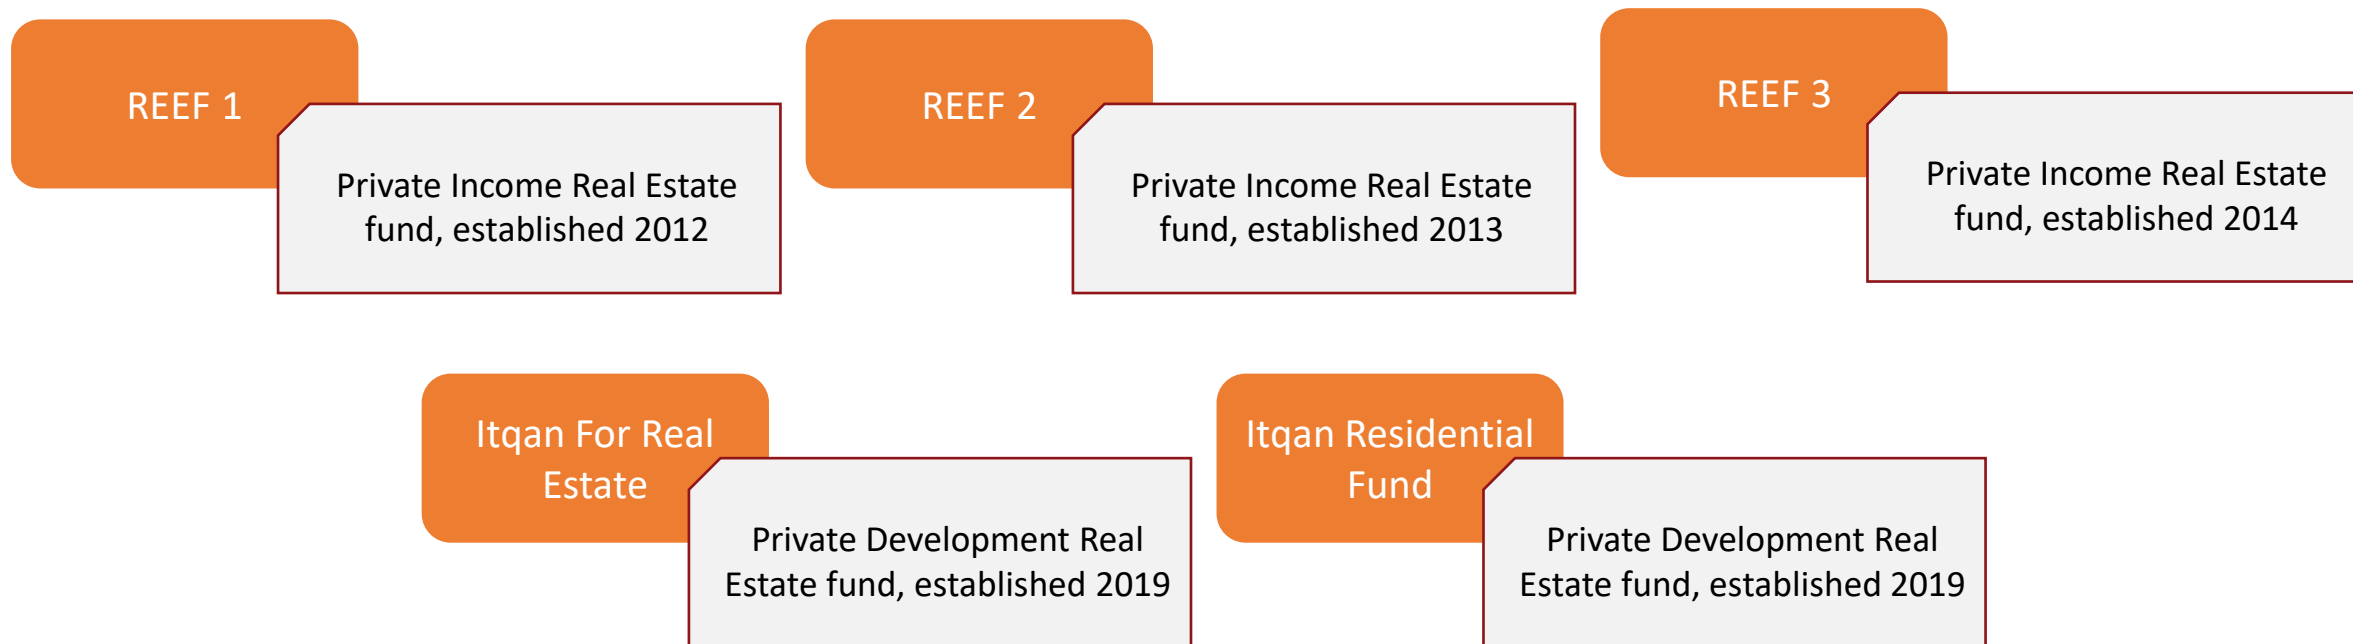 REEF 1
Private Income Real Estate
fund, established 2012
REEF 2
Private Income Real Estate
fund, established 2013
REEF 3
Private Income Real Estate
fund, established 2014
Itqan For Real
Estate
Private Development Real
Estate fund, established 2019
Itqan Residential
Fund
Private Development Real
Estate fund, established 2019